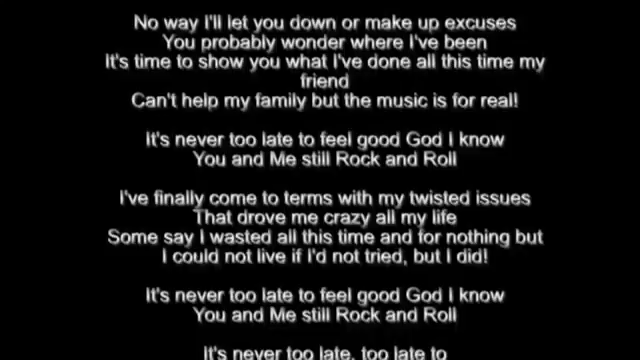 No way I'll let you down or make up excuses
You probably wonder where I've been
It's time to show you what I've done all this time my
friend
Can't help my family but the music is for real!
It's never too late to feel good God I know
You and Me still Rock and Roll
I've finally come to terms with my twisted issues
That drove me crazy all my life
Some say I wasted all this time and for nothing but
I could not live if I'd not tried, but I did!
It's never too late to feel good God I know
You and Me still Rock and Roll
It's never too late, too late to